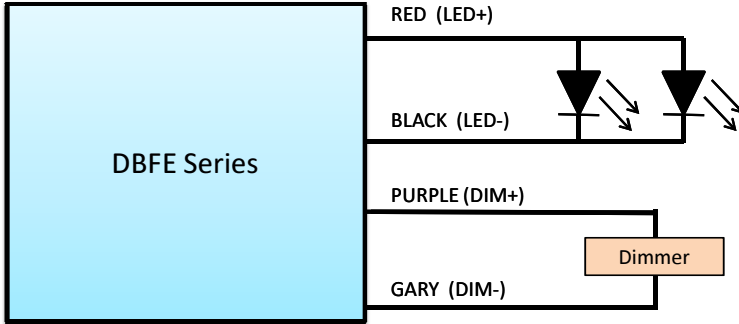 RED (LED+)
BLACK (LED-)
DBFE Series
PURPLE (DIM+)
Dimmer
GARY (DIM-)